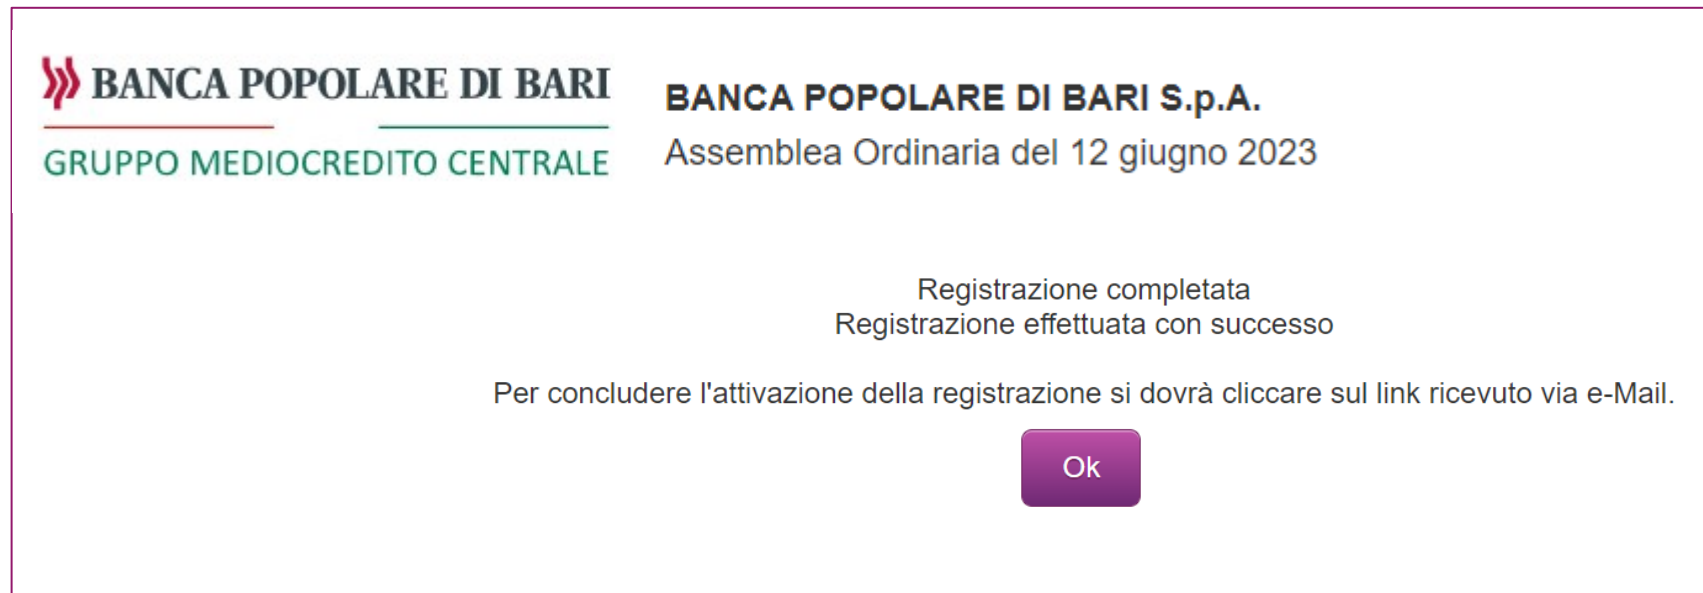 BANCA POPOLARE DI BARI
GRUPPO MEDIOCREDITO CENTRALE
BANCA POPOLARE DI BARI S.p.A.
Assemblea Ordinaria del 12 giugno 2023
Registrazione completata
Registrazione effettuata con successo
Per concludere l'attivazione della registrazione si dovrà cliccare sul link ricevuto via e-Mail.
Ok